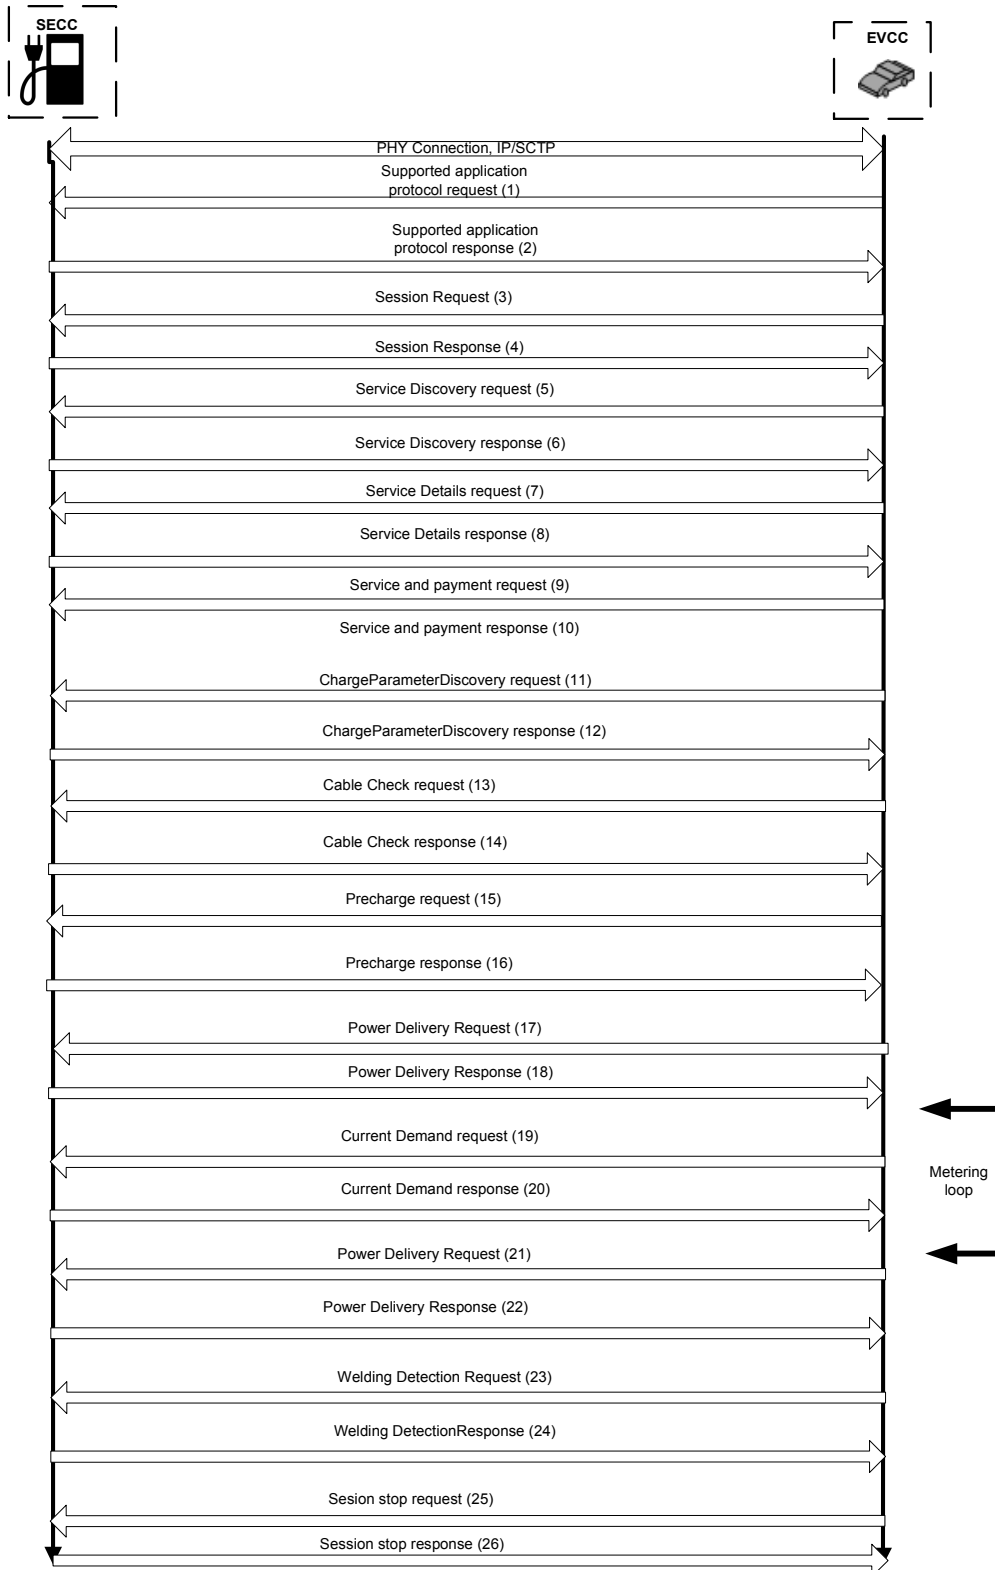 SECC
EVCC
PHY Connection, IP/SCTP
Supported application
protocol request (1)
Supported application
protocol response (2)
Session Request (3)
Session Response (4)
Service Discovery request (5)
Service Discovery response (6)
Service Details request (7)
Service Details response (8)
Service and payment request (9)
Service and payment response (10)
ChargeParameterDiscovery request (11)
ChargeParameterDiscovery response (12)
Cable Check request (13)
Cable Check response (14)
Precharge request (15)
Precharge response (16)
Power Delivery Request (17)
Power Delivery Response (18)
Current Demand request (19)
Metering
loop
Current Demand response (20)
Power Delivery Request (21)
Power Delivery Response (22)
Welding Detection Request (23)
Welding DetectionResponse (24)
Sesion stop request (25)
Session stop response (26)